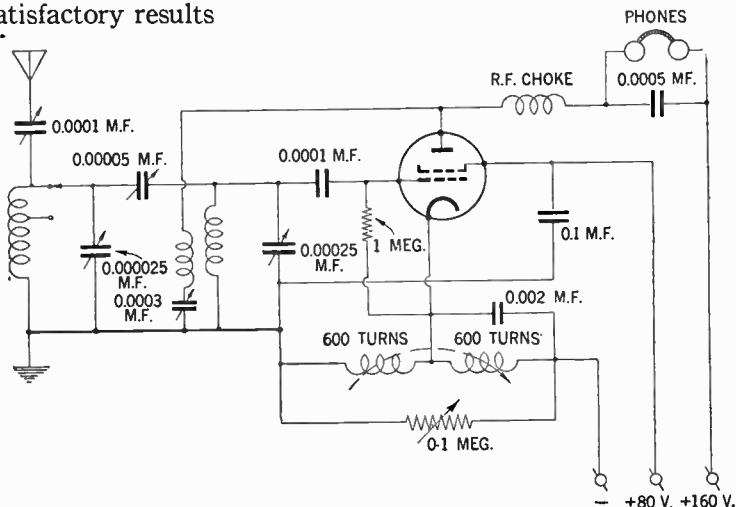 atisfactory results
PHONES
R.F. CHOKE
0.0005 MF.
0.0001 M.F.
0.00005 M.F.
0.0001 M.F.
1 MEG.
0.1 M.F.
0.00025
M.F.
0.000025
M.F.
0.0003
M.F.
0.002 M.F.
600 TURNS
600 TURNS
0·1 MEG.
–
+80 V.
+160 V.